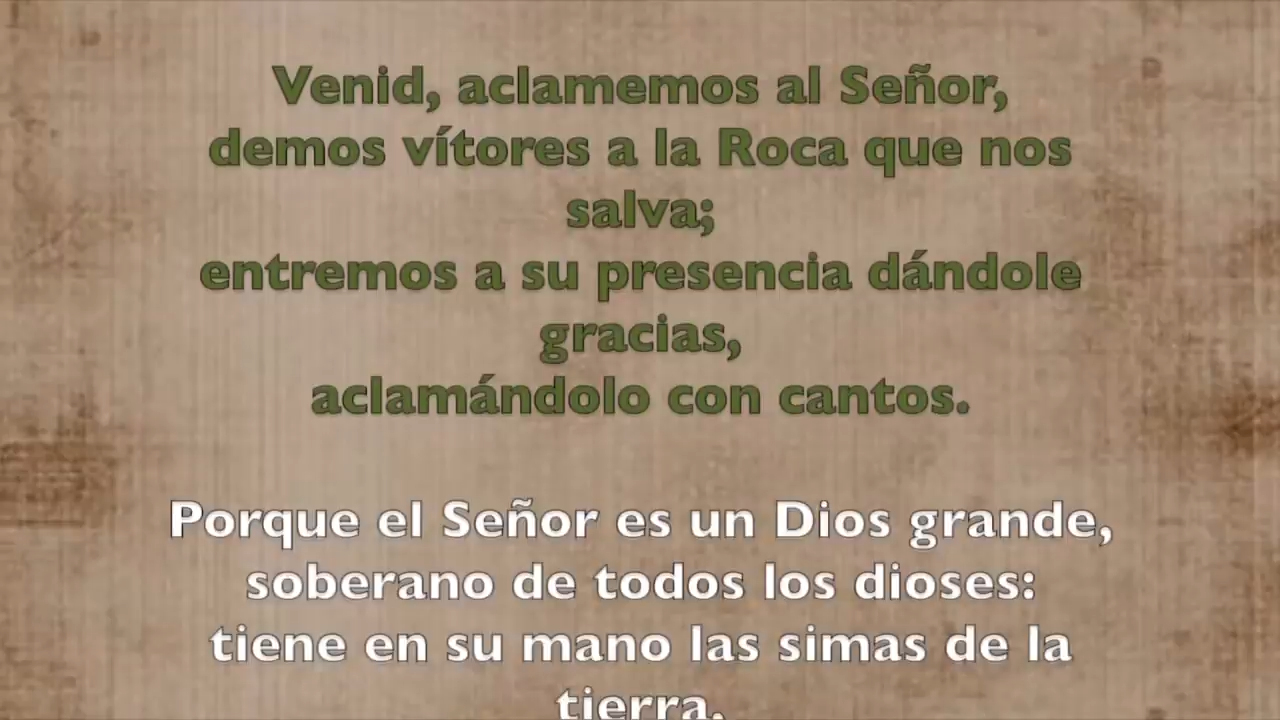 Venid, aclamemos al Señor,
demos vítores a la Roca que nos
salva;
entremos a su presencia dándole
gracias,
aclamándolo con cantos.
Porque el Señor es un Dios grande,
soberano de todos los dioses:
tiene en su mano las simas de la
tierra,